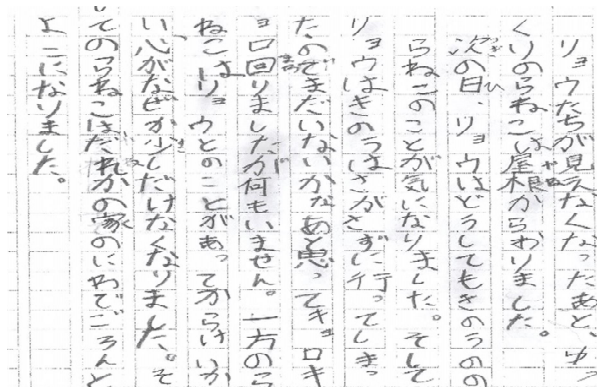 リョウたちが見えなくなったあと、ゆっ
くりのらねこは屋根からおりました。
次の日、リョウはどうしてもきのうのの
らねこのことが気になりました。そして
リョウはきのうはさがさずに行ってしまっ
たのでまだいないかなあと思ってキョロキ
ョロ回りましたが何もいません。一方のら
ねこはリョウとのことがあってからけいか
い心がなぜか少しだけなくなりました。そ
してのらねこはだれかの家のにわでごろんと
よこになりました。